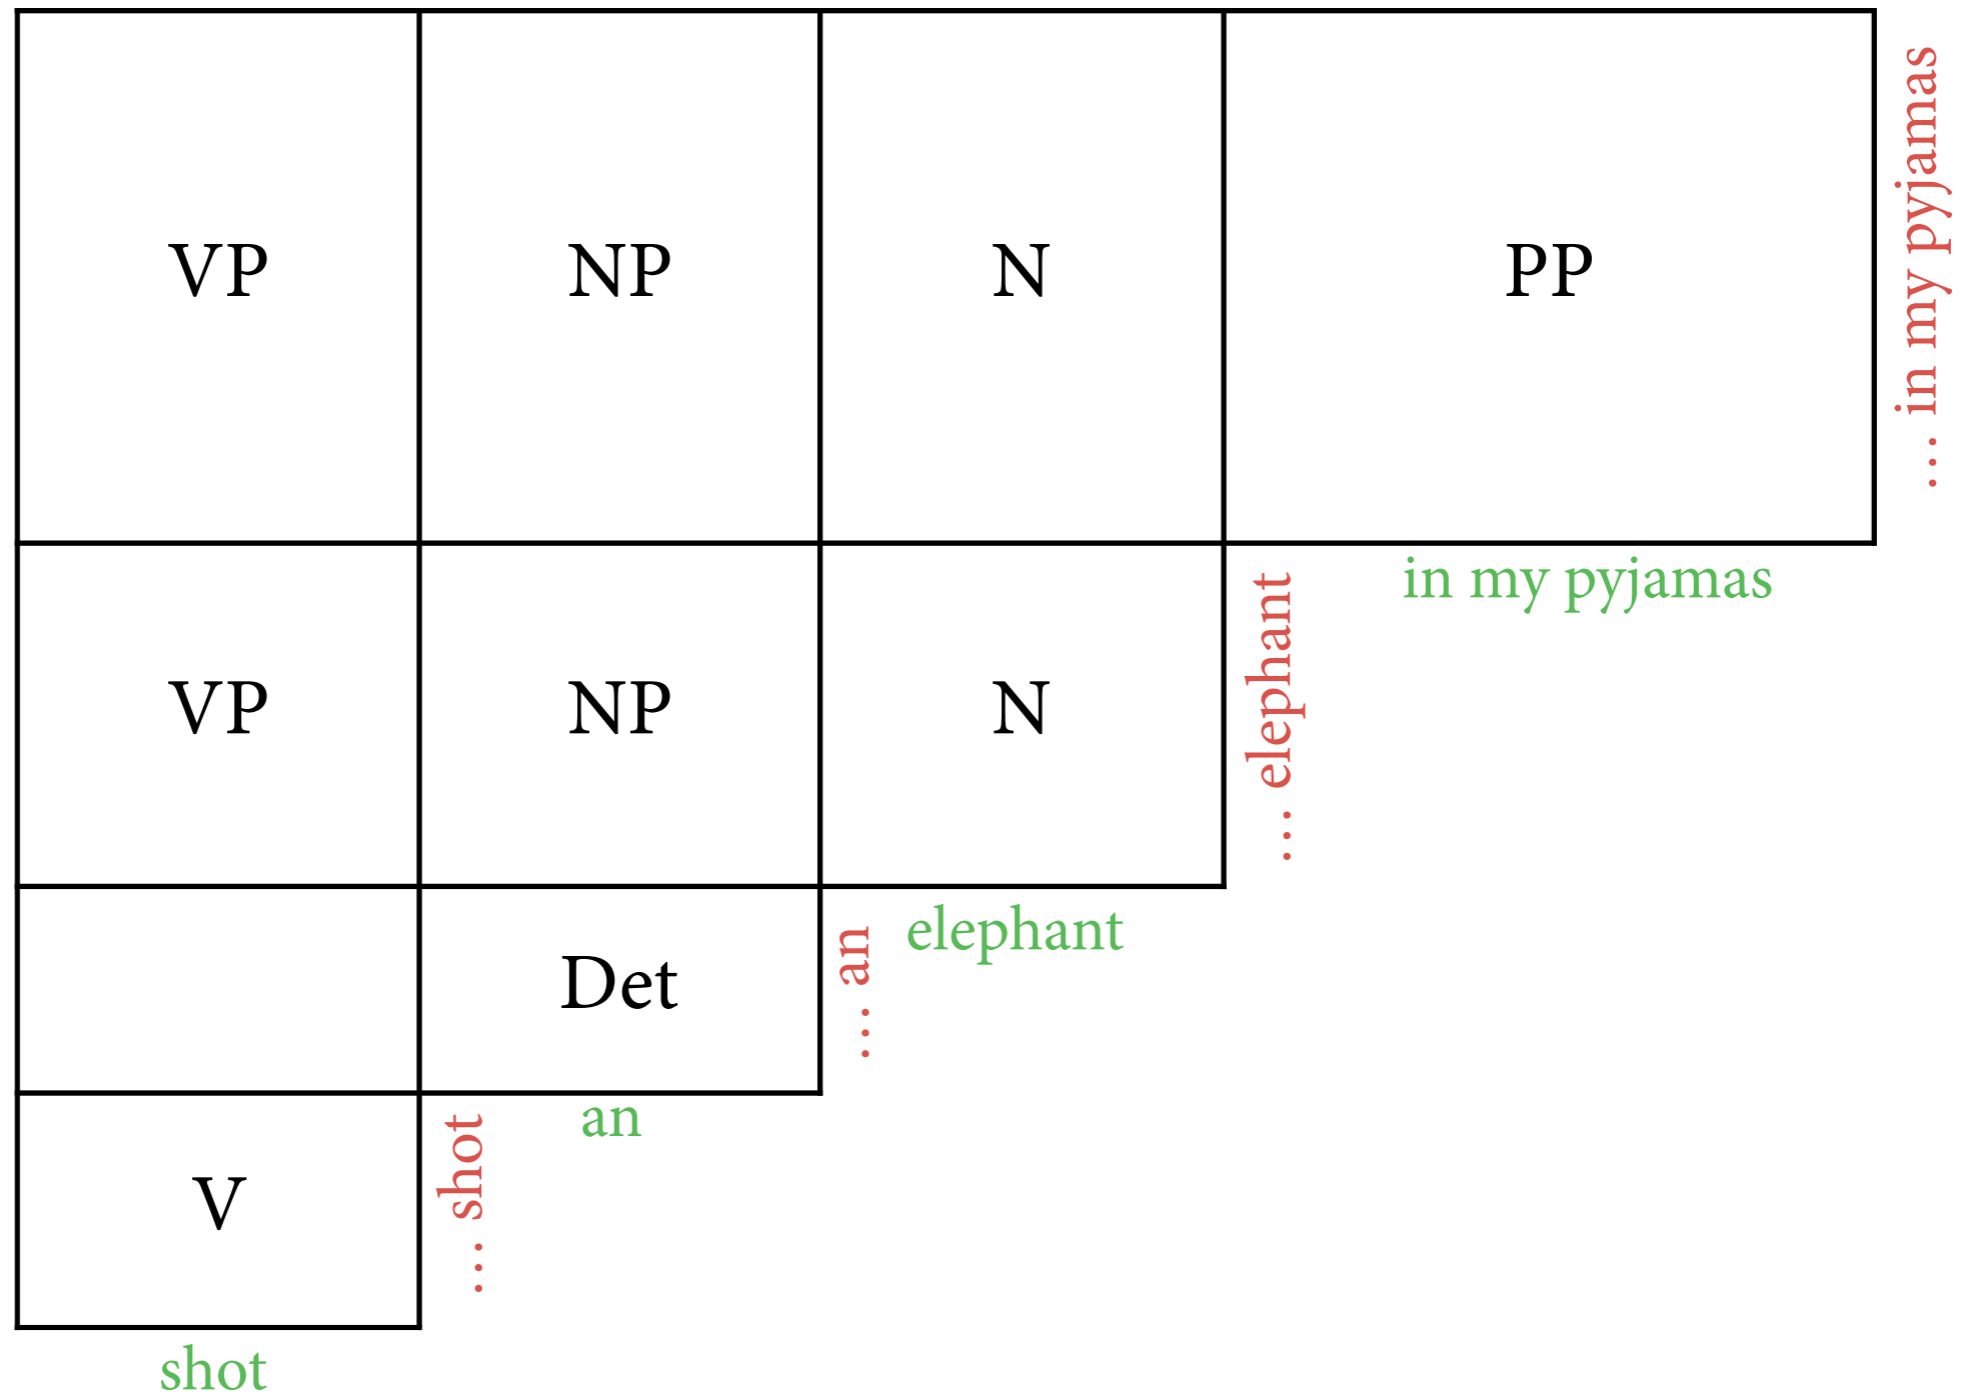 VP NP N PP
… in my pyjamas
in my pyjamas
VP NP N
… elephant
elephant
Det
… an
an
V
… shot
shot